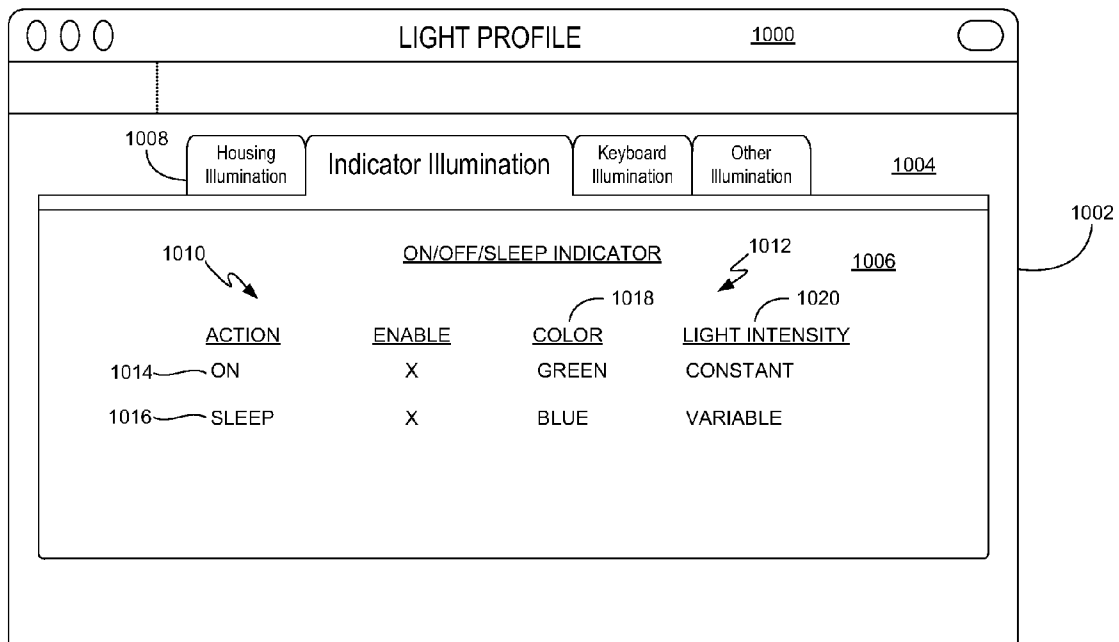 LIGHT PROFILE 1000
1008
Housing Illumination
Indicator Illumination
Keyboard Illumination
Other Illumination
1004
1002
1010
ON/OFF/SLEEP INDICATOR
1012
1006
1018
1020
ACTION ENABLE COLOR LIGHT INTENSITY
1014 ON X GREEN CONSTANT
1016 SLEEP X BLUE VARIABLE